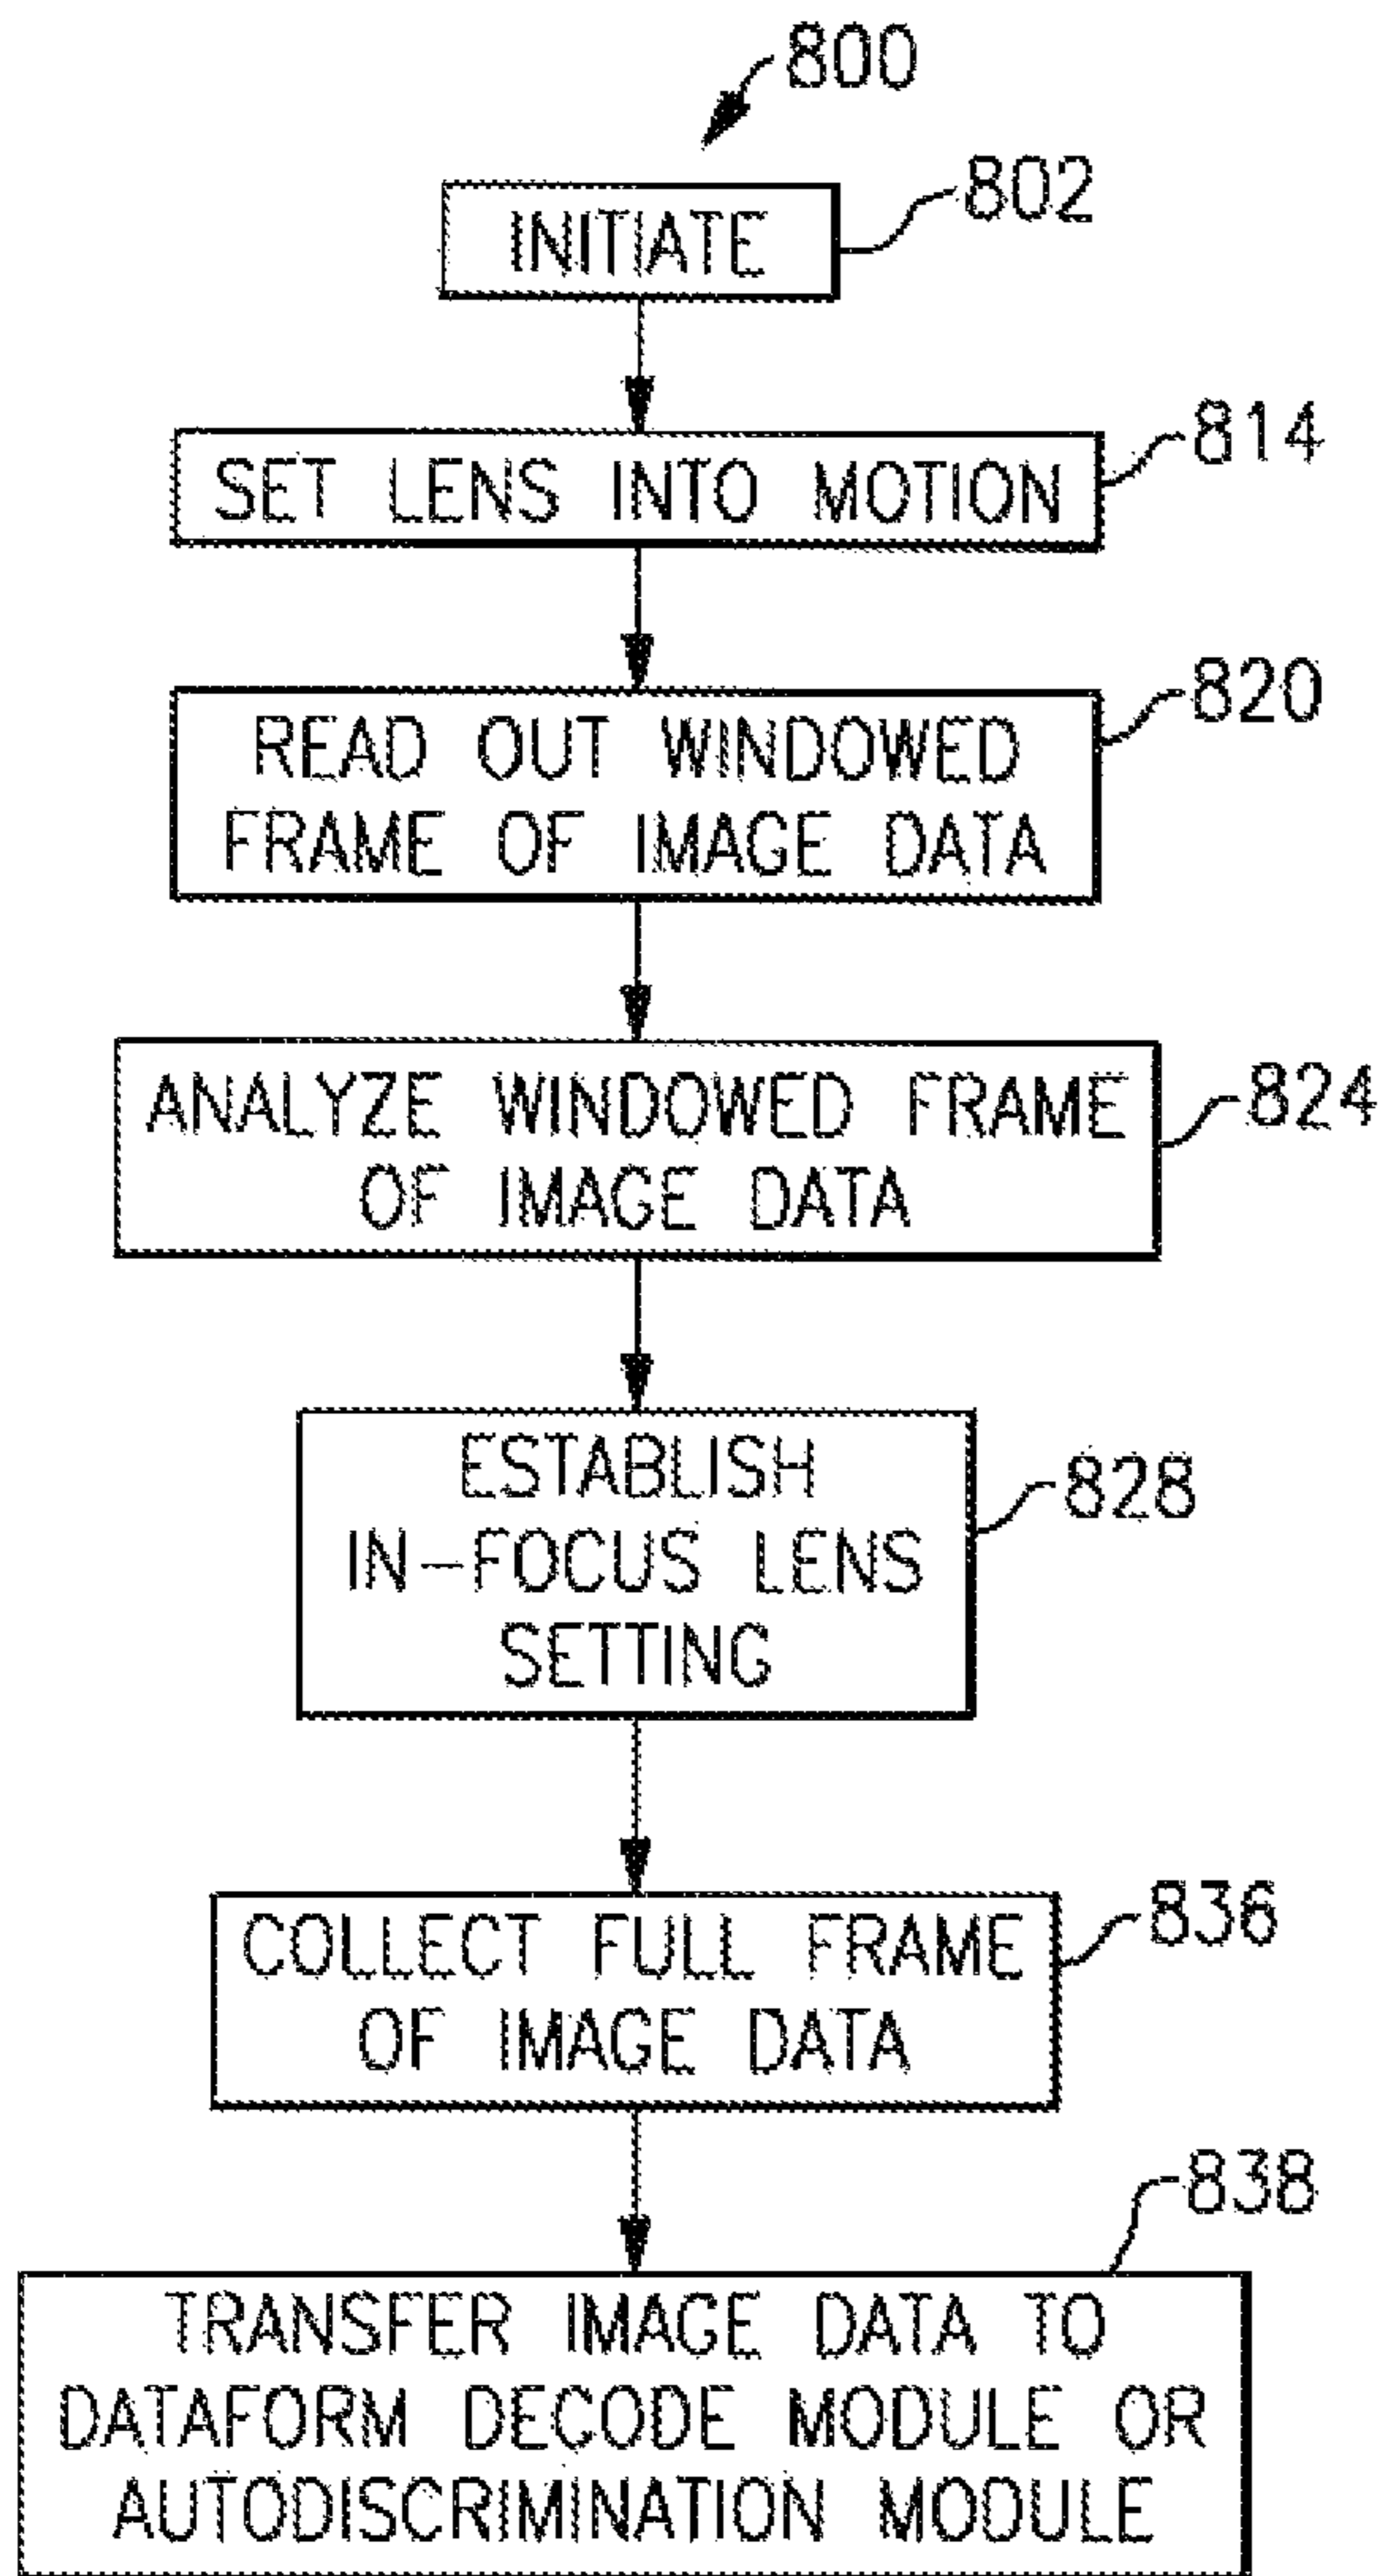 800
INITIATE
802
SET LENS INTO MOTION
814
READ OUT WINDOWED
FRAME OF IMAGE DATA
820
ANALYZE WINDOWED FRAME
OF IMAGE DATA
824
ESTABLISH
IN-FOCUS LENS
SETTING
828
COLLECT FULL FRAME
OF IMAGE DATA
836
838
TRANSFER IMAGE DATA TO
DATAFORM DECODE MODULE OR
AUTODISCRIMINATION MODULE